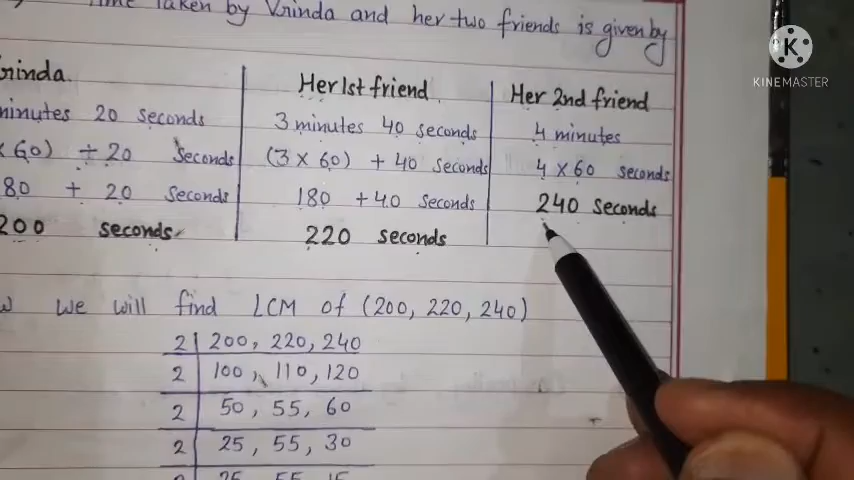 Taken by Vrinda and her two friends is given by
Her 1st friend
3 minutes 40 seconds
(3 x 60) + 40 seconds
180 + 40 seconds
220 seconds
Her 2nd friend
4 minutes
4 x 60 seconds
240 seconds
20 seconds
+ 20 seconds
+ 20 seconds
200 seconds
we will find LCM of (200, 220, 240)
2 200, 220, 240
2 100, 110, 120
2 50, 55, 60
2 25, 55, 30
K
KINEMASTER